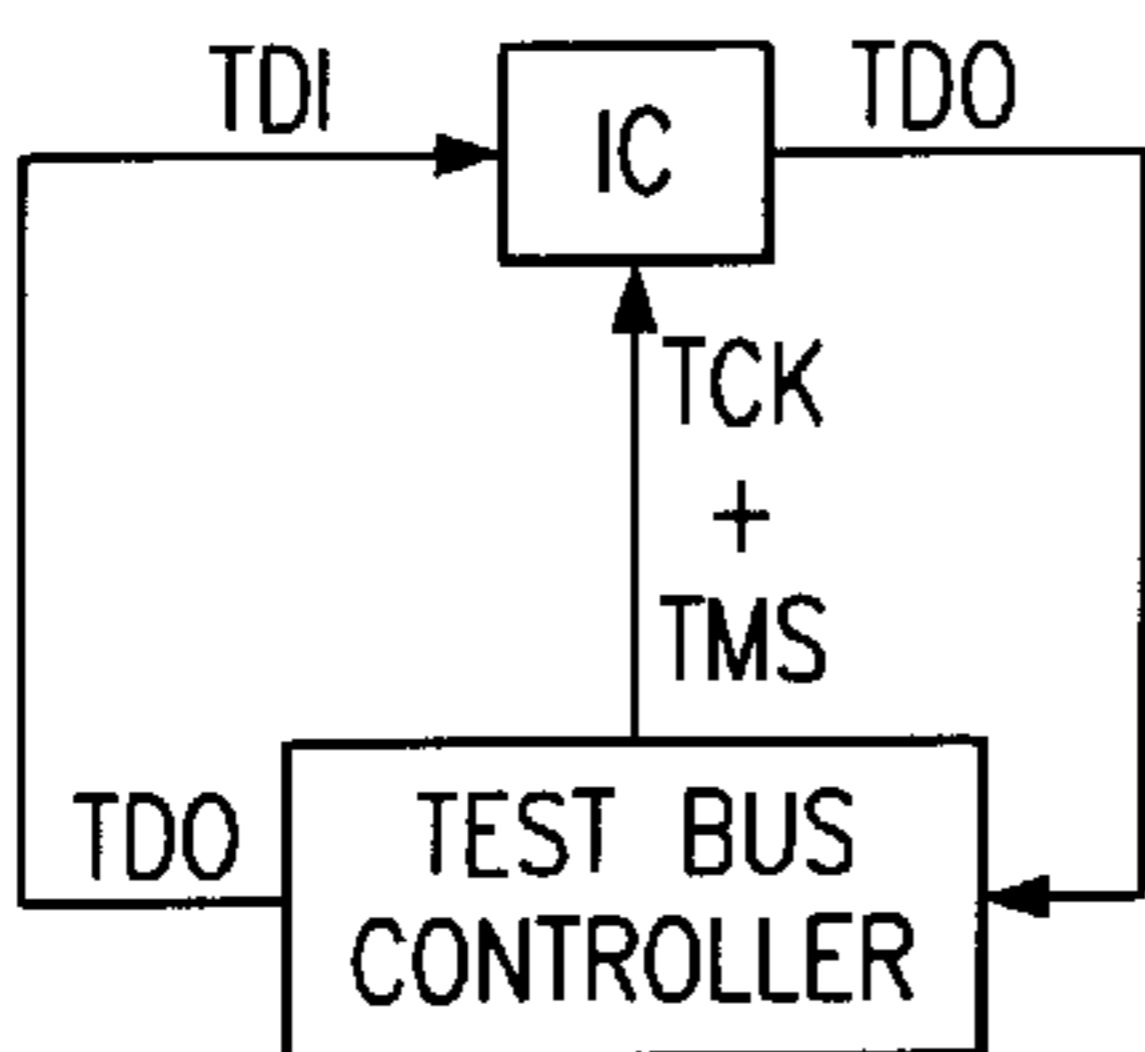 TDI
IC
TDO
TCK
+
TMS
TDO
TEST BUS
CONTROLLER